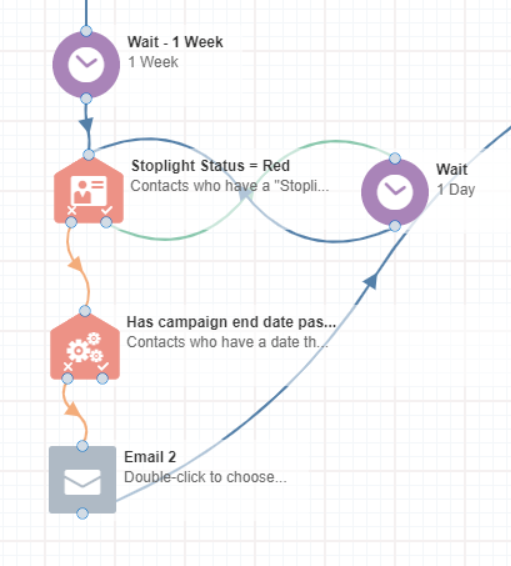 Wait - 1 Week
1 Week
Stoplight Status = Red
Contacts who have a "Stopli...
Wait
1 Day
Has campaign end date pas...
Contacts who have a date th...
Email 2
Double-click to choose...